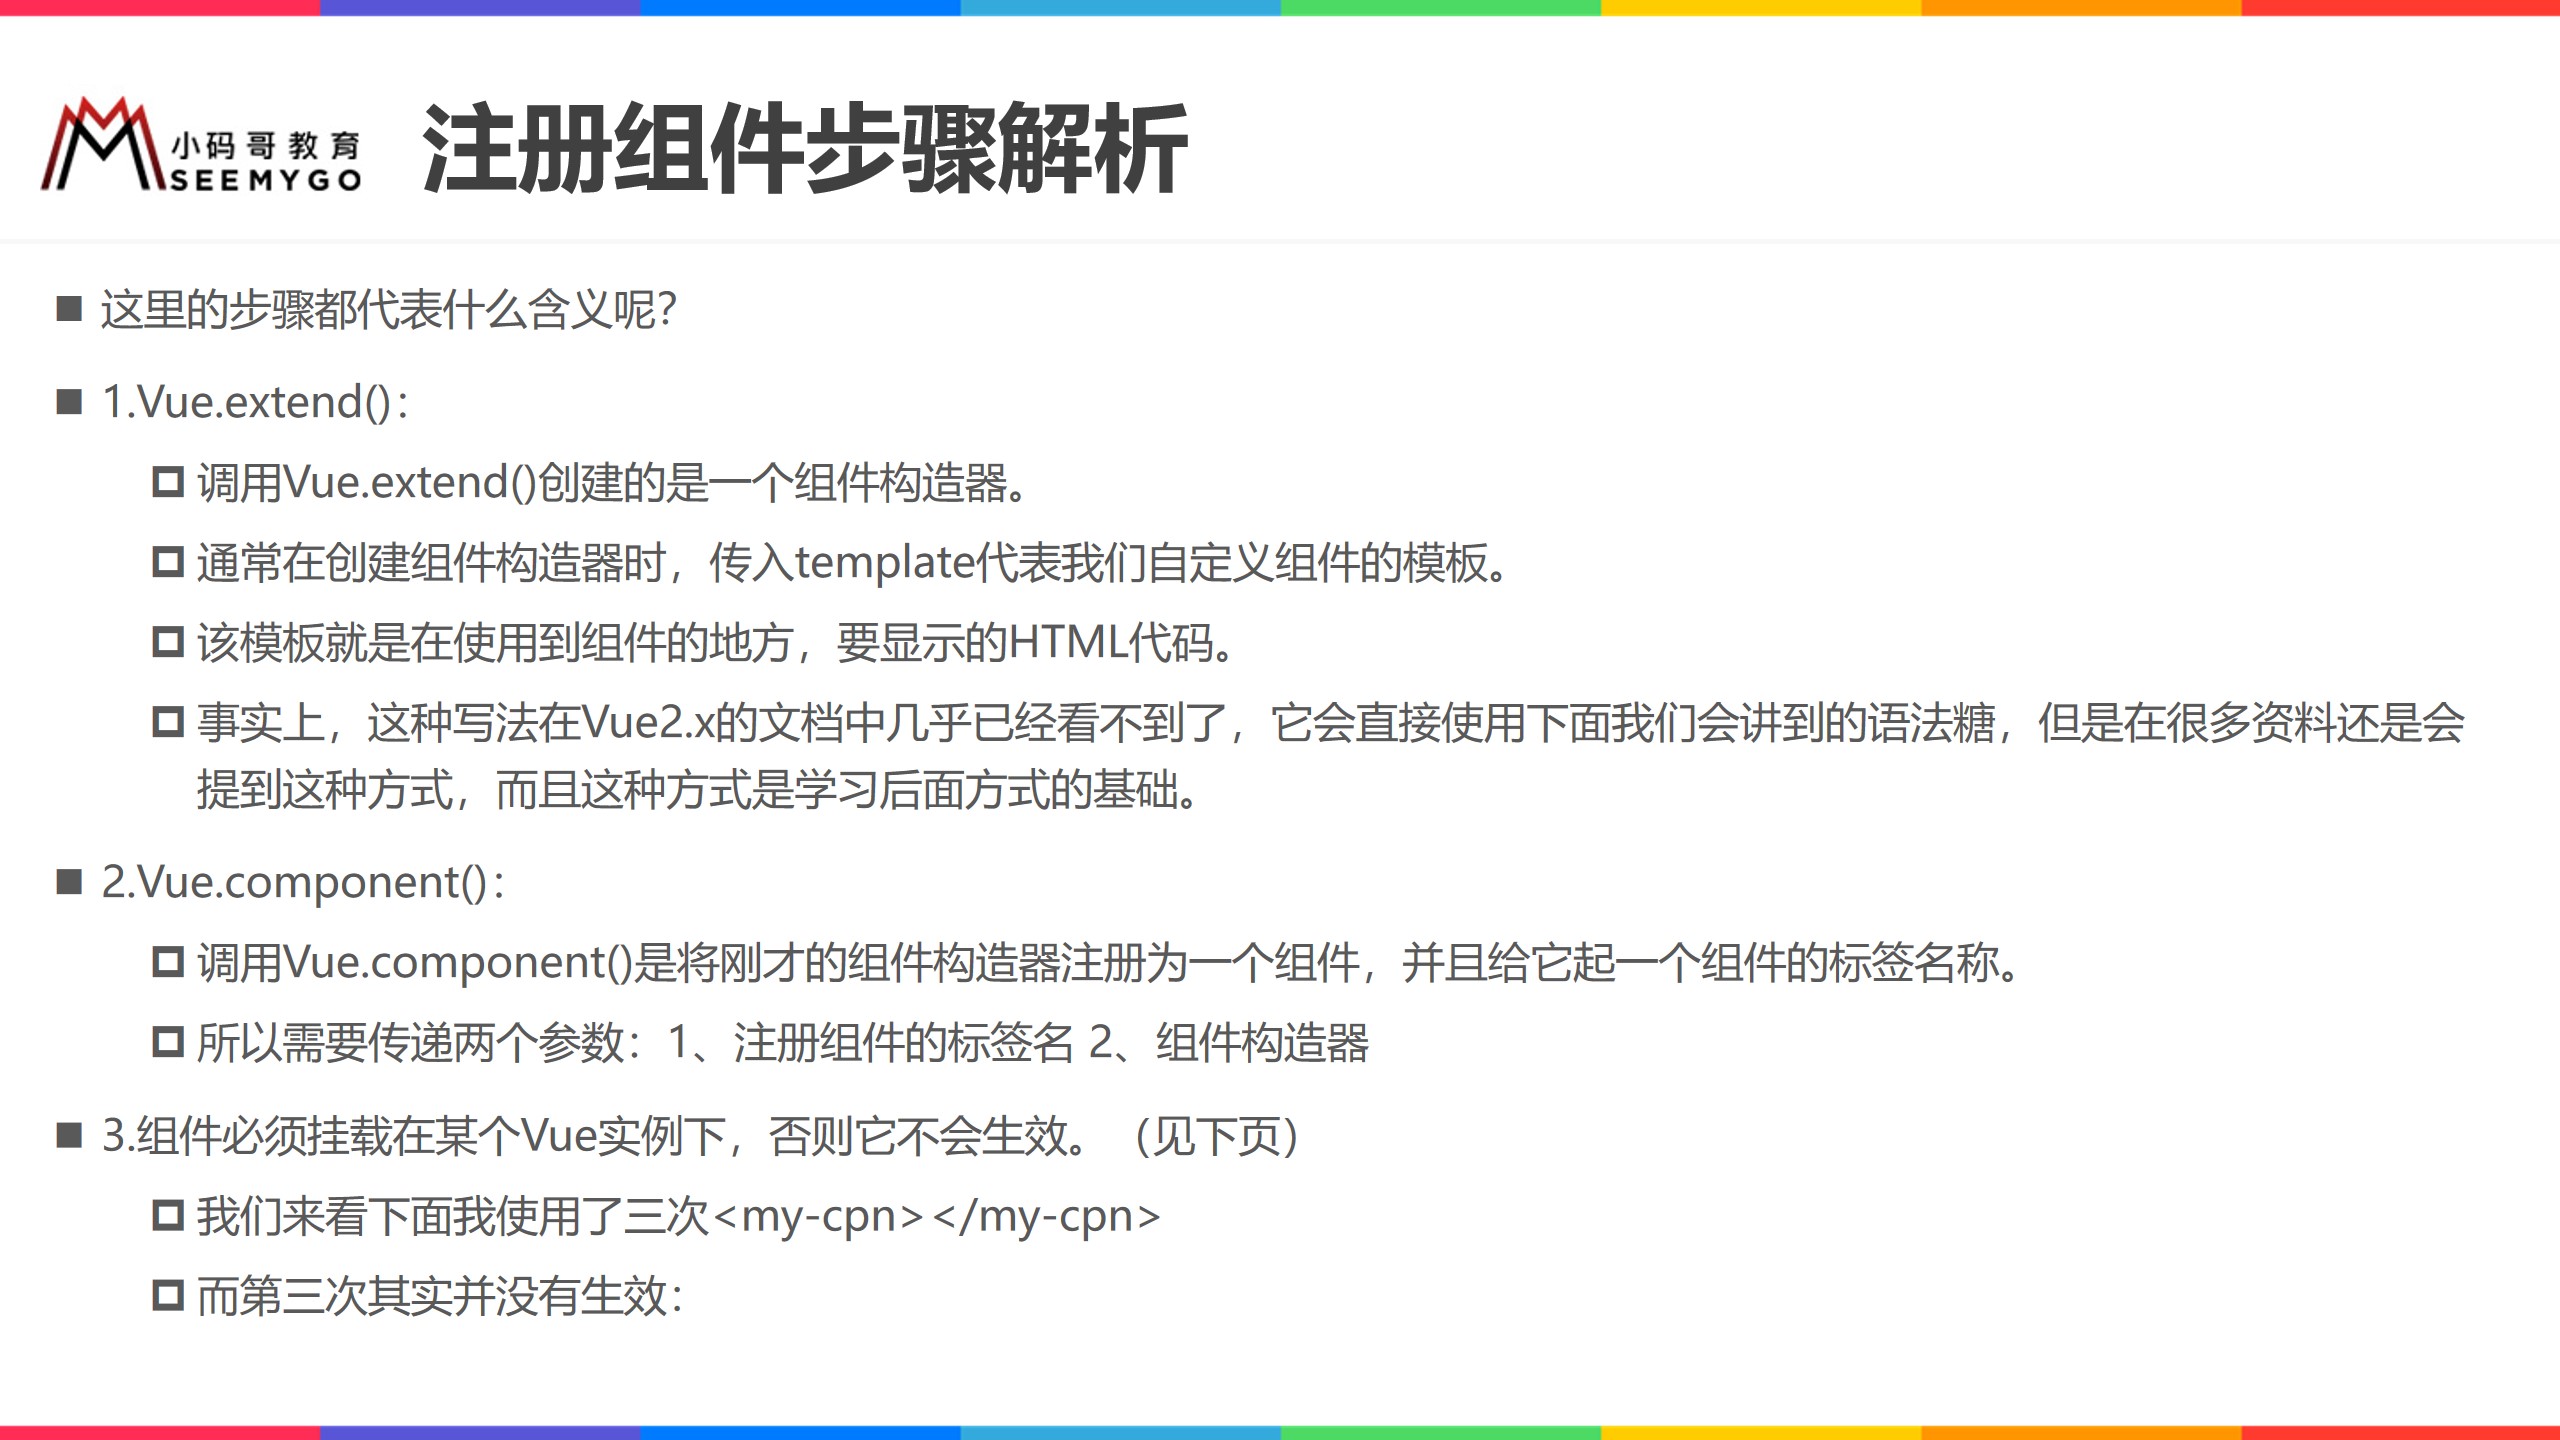 小码哥教育
SEEMYGO
注册组件步骤解析
这里的步骤都代表什么含义呢？
1.Vue.extend()：
调用Vue.extend()创建的是一个组件构造器。
通常在创建组件构造器时，传入template代表我们自定义组件的模板。
该模板就是在使用到组件的地方，要显示的HTML代码。
事实上，这种写法在Vue2.x的文档中几乎已经看不到了，它会直接使用下面我们会讲到的语法糖，但是在很多资料还是会
提到这种方式，而且这种方式是学习后面方式的基础。
2.Vue.component()：
调用Vue.component()是将刚才的组件构造器注册为一个组件，并且给它起一个组件的标签名称。
所以需要传递两个参数：1、注册组件的标签名 2、组件构造器
3.组件必须挂载在某个Vue实例下，否则它不会生效。（见下页）
我们来看下面我使用了三次<my-cpn></my-cpn>
而第三次其实并没有生效：